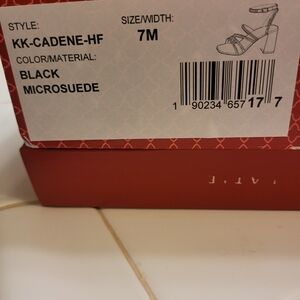 STYLE:
KK-CADENE-HF
SIZE/WIDTH:
7M
COLOR/MATERIAL:
BLACK
MICROSUEDE
1 90234 65717 7